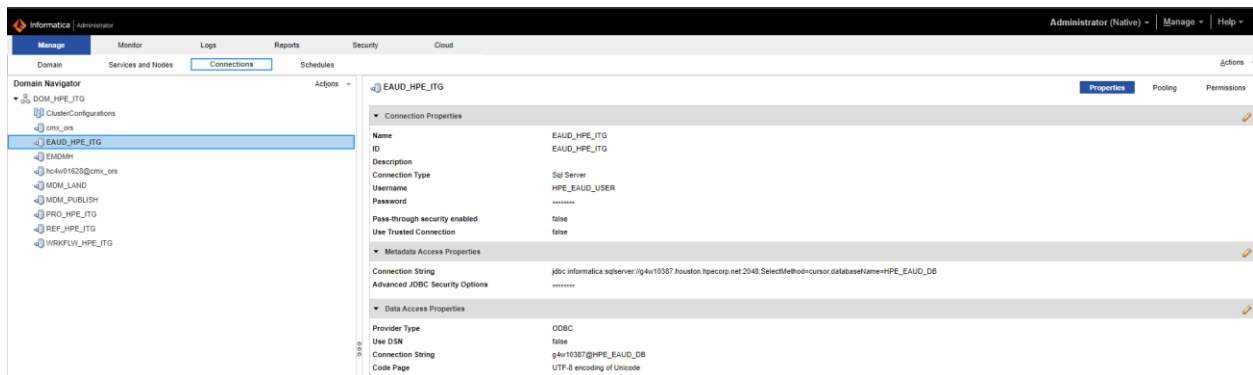 Informatica | Administrator
Administrator (Native)
Manage
Help
Manage
Monitor
Logs
Reports
Security
Cloud
Domain
Services and Nodes
Connections
Schedules
Actions
Domain Navigator
Actions
DOM_HPE_ITG
ClusterConfigurations
cmx_ors
EAUD_HPE_ITG
EMDMH
hc4w01628@cmx_ors
MDM_LAND
MDM_PUBLISH
PRO_HPE_ITG
REF_HPE_ITG
WRKFLW_HPE_ITG
EAUD_HPE_ITG
Properties
Pooling
Permissions
Connection Properties
Name EAUD_HPE_ITG
ID EAUD_HPE_ITG
Description
Connection Type Sql Server
Username HPE_EAUD_USER
Password ********
Pass-through security enabled false
Use Trusted Connection false
Metadata Access Properties
Connection String jdbc:informatica:sqlserver://g4w10387.houston.hpecorp.net:2048;SelectMethod=cursor;databaseName=HPE_EAUD_DB
Advanced JDBC Security Options ********
Data Access Properties
Provider Type ODBC
Use DSN false
Connection String g4w10387@HPE_EAUD_DB
Code Page UTF-8 encoding of Unicode